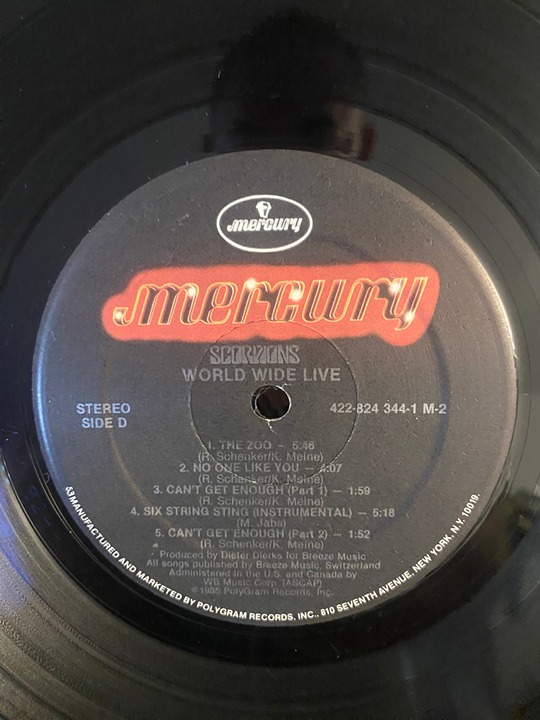 mercury
mercury
SCORPIONS
WORLD WIDE LIVE
STEREO
SIDE D
422-824 344-1 M-2
1. THE ZOO – 5:46
(R. Schenker/K. Meine)
2. NO ONE LIKE YOU – 4:07
(R. Schenker/K. Meine)
3. CAN'T GET ENOUGH (Part 1) – 1:59
(R. Schenker/K. Meine)
4. SIX STRING STING (INSTRUMENTAL) – 5:18
(M. Jabs)
5. CAN'T GET ENOUGH (Part 2) – 1:52
(R. Schenker/K. Meine)
Produced by Dieter Dierks for Breeze Music
All songs published by Breeze Music, Switzerland
Administered in the U.S. and Canada by
WB Music Corp. (ASCAP)
℗1985 PolyGram Records, Inc.
53 MANUFACTURED AND MARKETED BY POLYGRAM RECORDS, INC., 810 SEVENTH AVENUE, NEW YORK, N.Y. 10019.